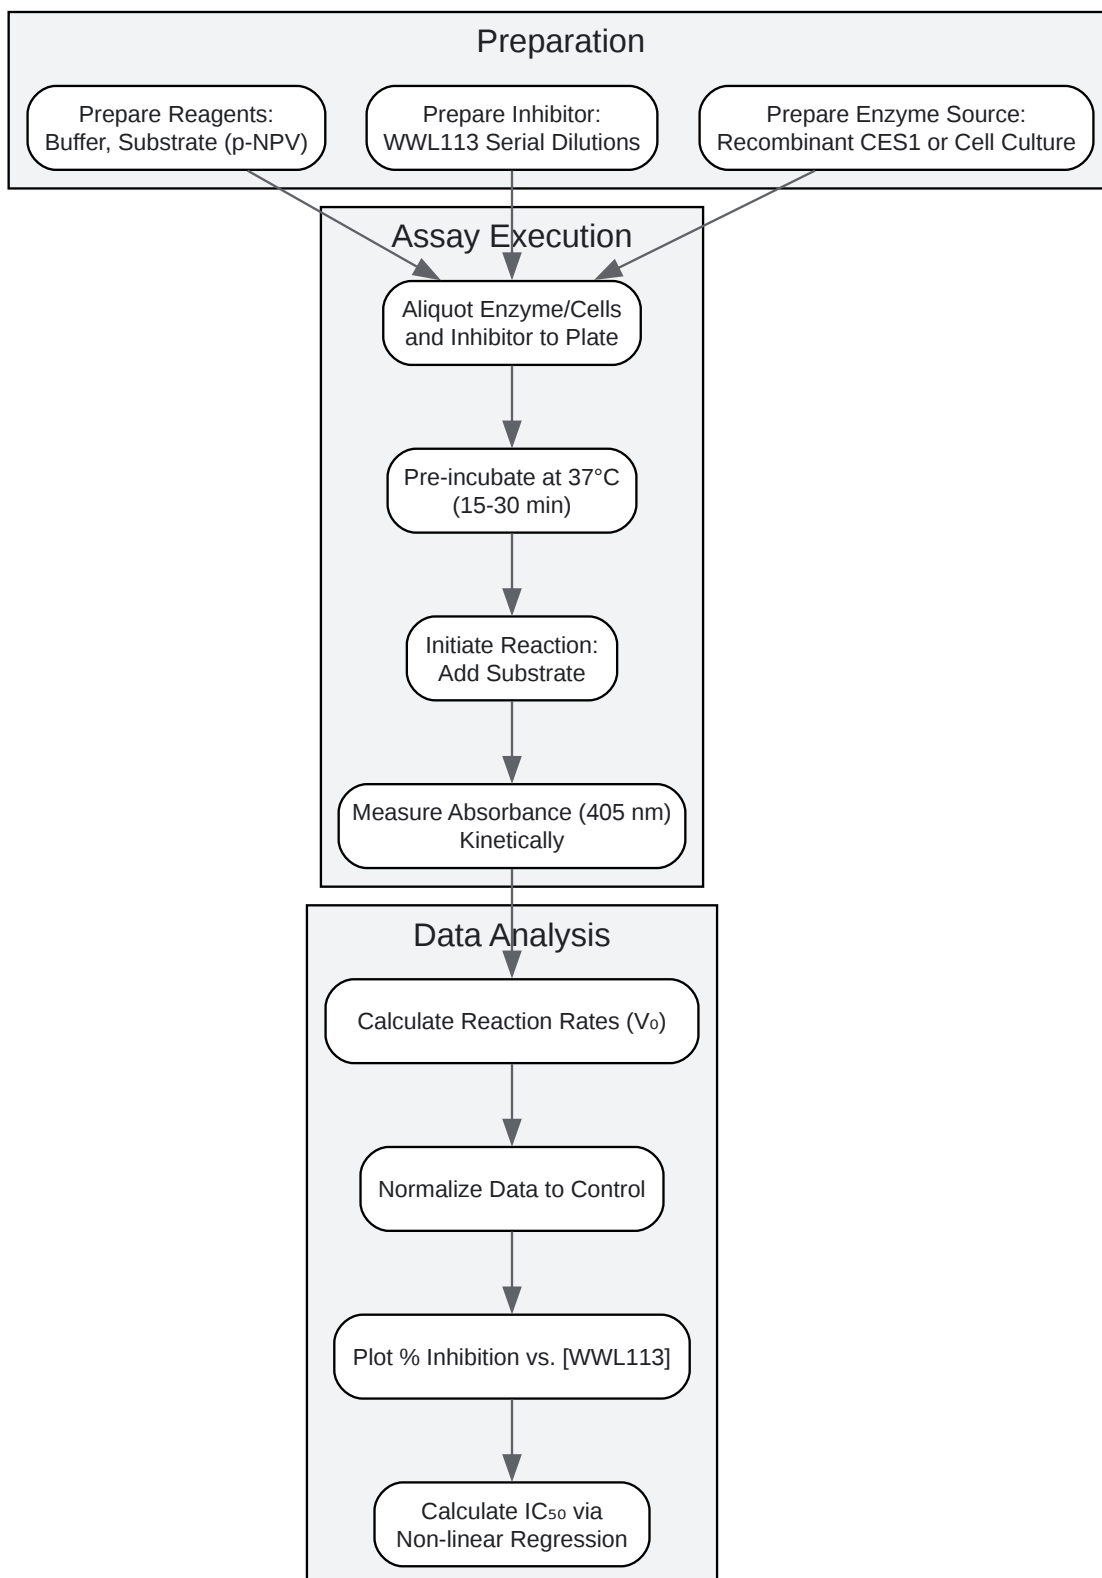 Preparation
Prepare Reagents:
Buffer, Substrate (p-NPV)
Prepare Inhibitor:
WWL113 Serial Dilutions
Prepare Enzyme Source:
Recombinant CES1 or Cell Culture
Assay Execution
Aliquot Enzyme/Cells
and Inhibitor to Plate
Pre-incubate at 37°C
(15-30 min)
Initiate Reaction:
Add Substrate
Measure Absorbance (405 nm)
Kinetically
Data Analysis
Calculate Reaction Rates (V₀)
Normalize Data to Control
Plot % Inhibition vs. [WWL113]
Calculate IC₅₀ via
Non-linear Regression